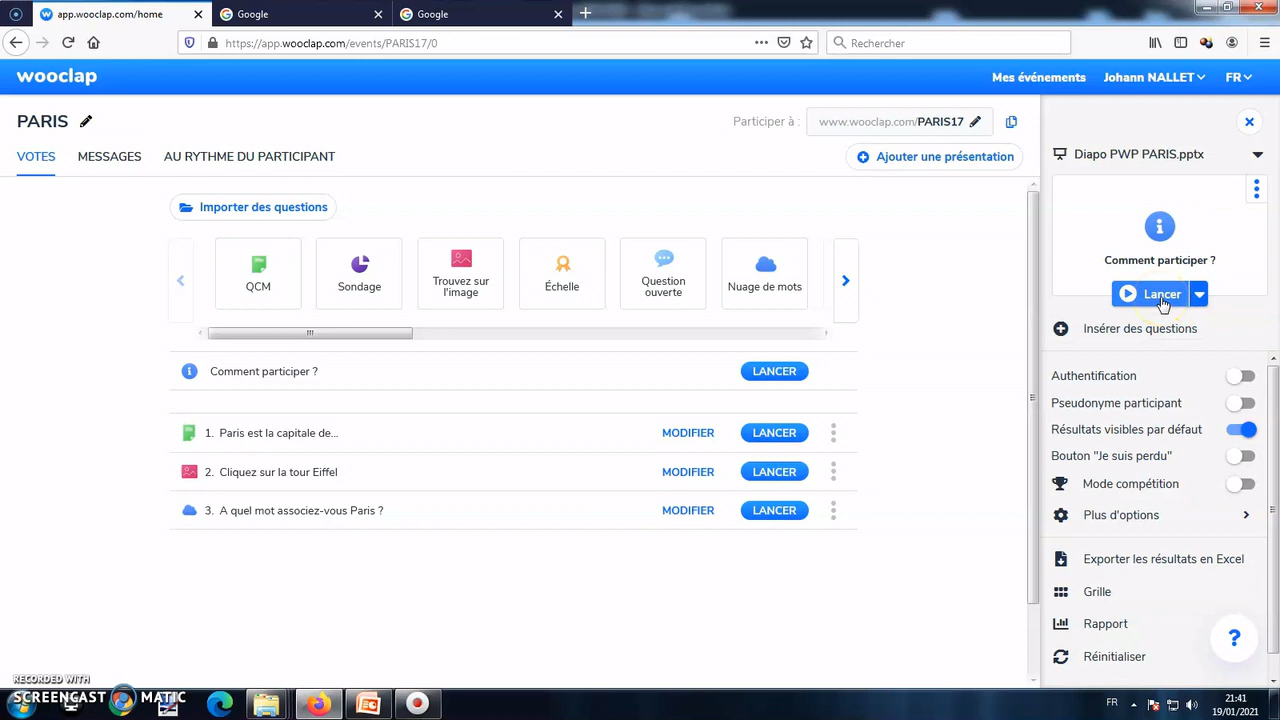 app.wooclap.com/home
Google
Google
https://app.wooclap.com/events/PARIS17/0
Rechercher
wooclap
Mes événements
Johann NALLET
FR
PARIS
Participer à :
www.wooclap.com/PARIS17
VOTES
MESSAGES
AU RYTHME DU PARTICIPANT
Ajouter une présentation
Importer des questions
QCM
Sondage
Trouvez sur l'image
Échelle
Question ouverte
Nuage de mots
Comment participer ?
LANCER
1. Paris est la capitale de...
MODIFIER
LANCER
2. Cliquez sur la tour Eiffel
MODIFIER
LANCER
3. A quel mot associez-vous Paris ?
MODIFIER
LANCER
Diapo PWP PARIS.pptx
Comment participer ?
Lancer
Insérer des questions
Authentification
Pseudonyme participant
Résultats visibles par défaut
Bouton "Je suis perdu"
Mode compétition
Plus d'options
Exporter les résultats en Excel
Grille
Rapport
Réinitialiser
?
RECORDED WITH
SCREENCAST MATIC
FR
21:41
19/01/2021